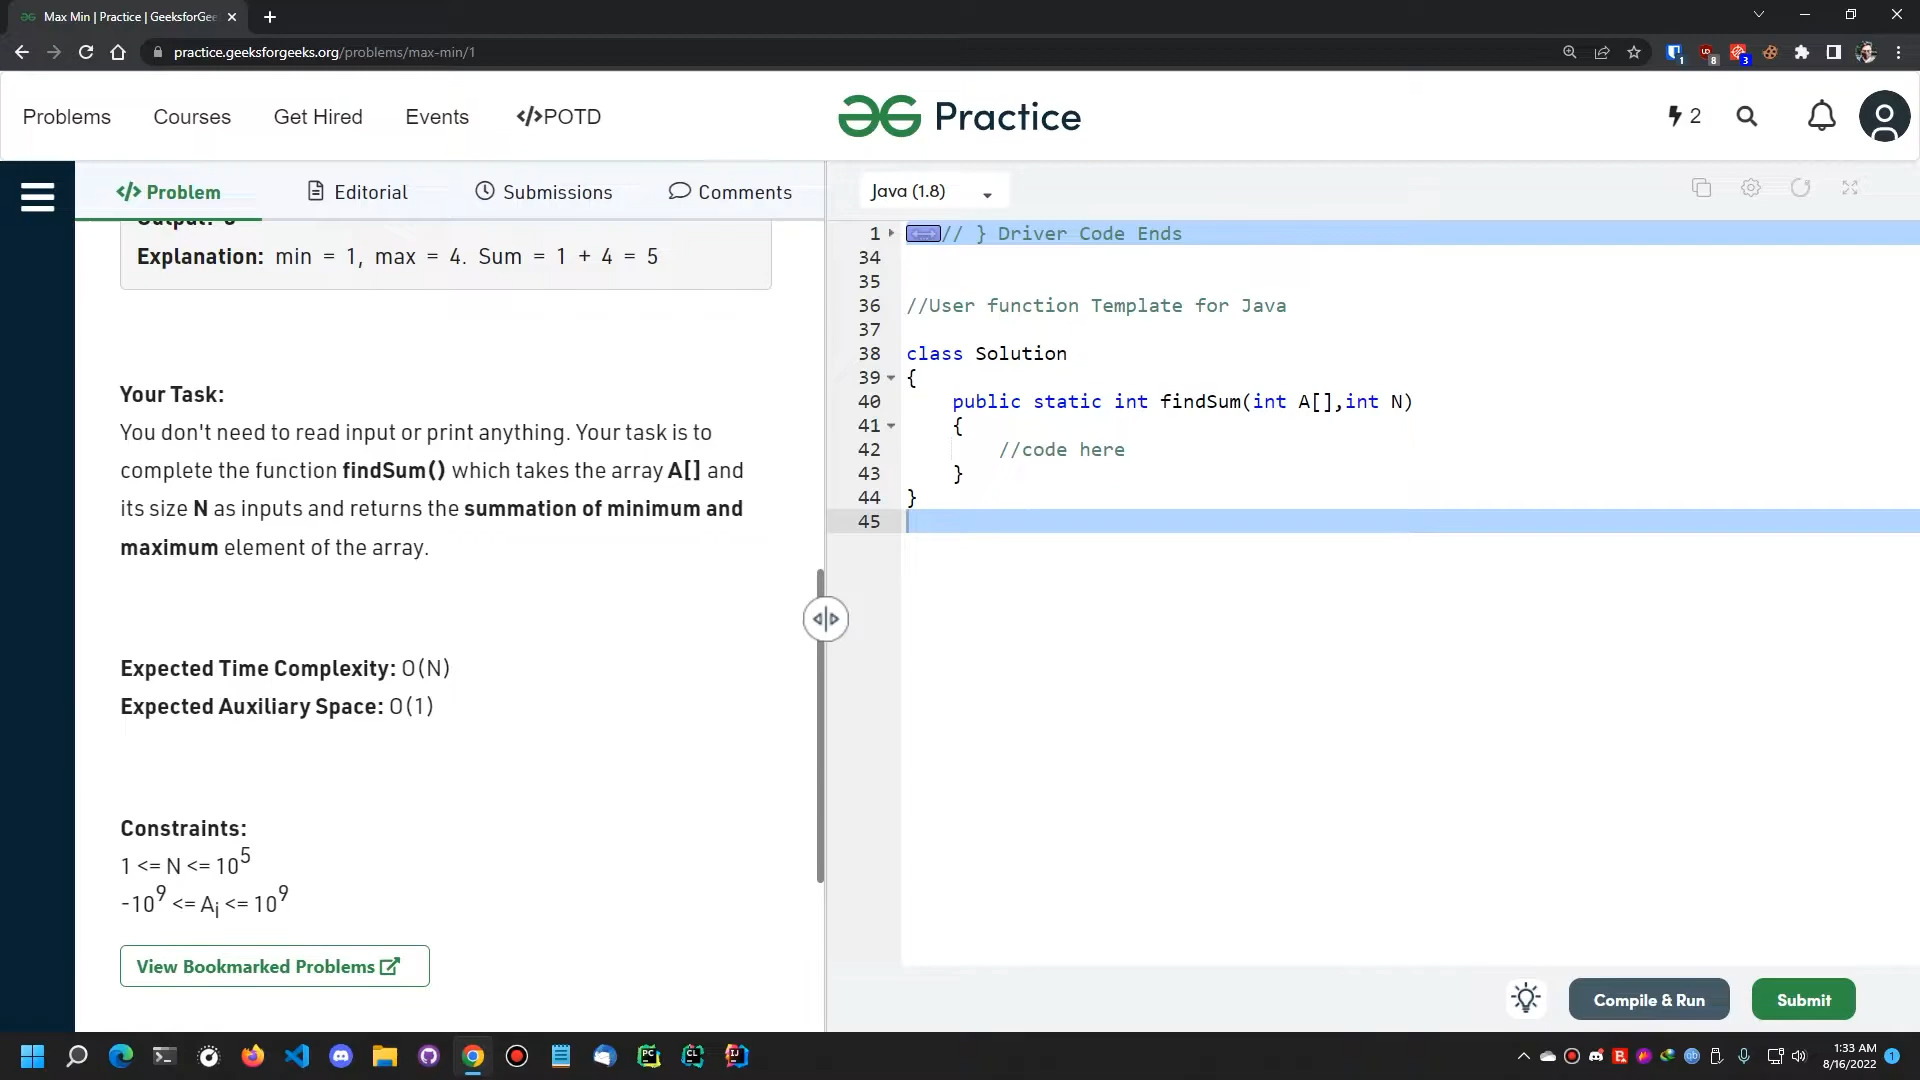 Max Min | Practice | GeeksforGee
practice.geeksforgeeks.org/problems/max-min/1
Problems
Courses
Get Hired
Events
</>POTD
Practice
2
</> Problem
Editorial
Submissions
Comments
Java (1.8)
Output: 5
Explanation: min = 1, max = 4. Sum = 1 + 4 = 5
Your Task:
You don't need to read input or print anything. Your task is to
complete the function findSum() which takes the array A[] and
its size N as inputs and returns the summation of minimum and
maximum element of the array.
Expected Time Complexity: O(N)
Expected Auxiliary Space: O(1)
Constraints:
1 <= N <= 10^5
-10^9 <= Ai <= 10^9
View Bookmarked Problems
1 // } Driver Code Ends
34
35
36 //User function Template for Java
37
38 class Solution
39 {
40 public static int findSum(int A[],int N)
41 {
42 //code here
43 }
44 }
45
Compile & Run
Submit
1:33 AM
8/16/2022